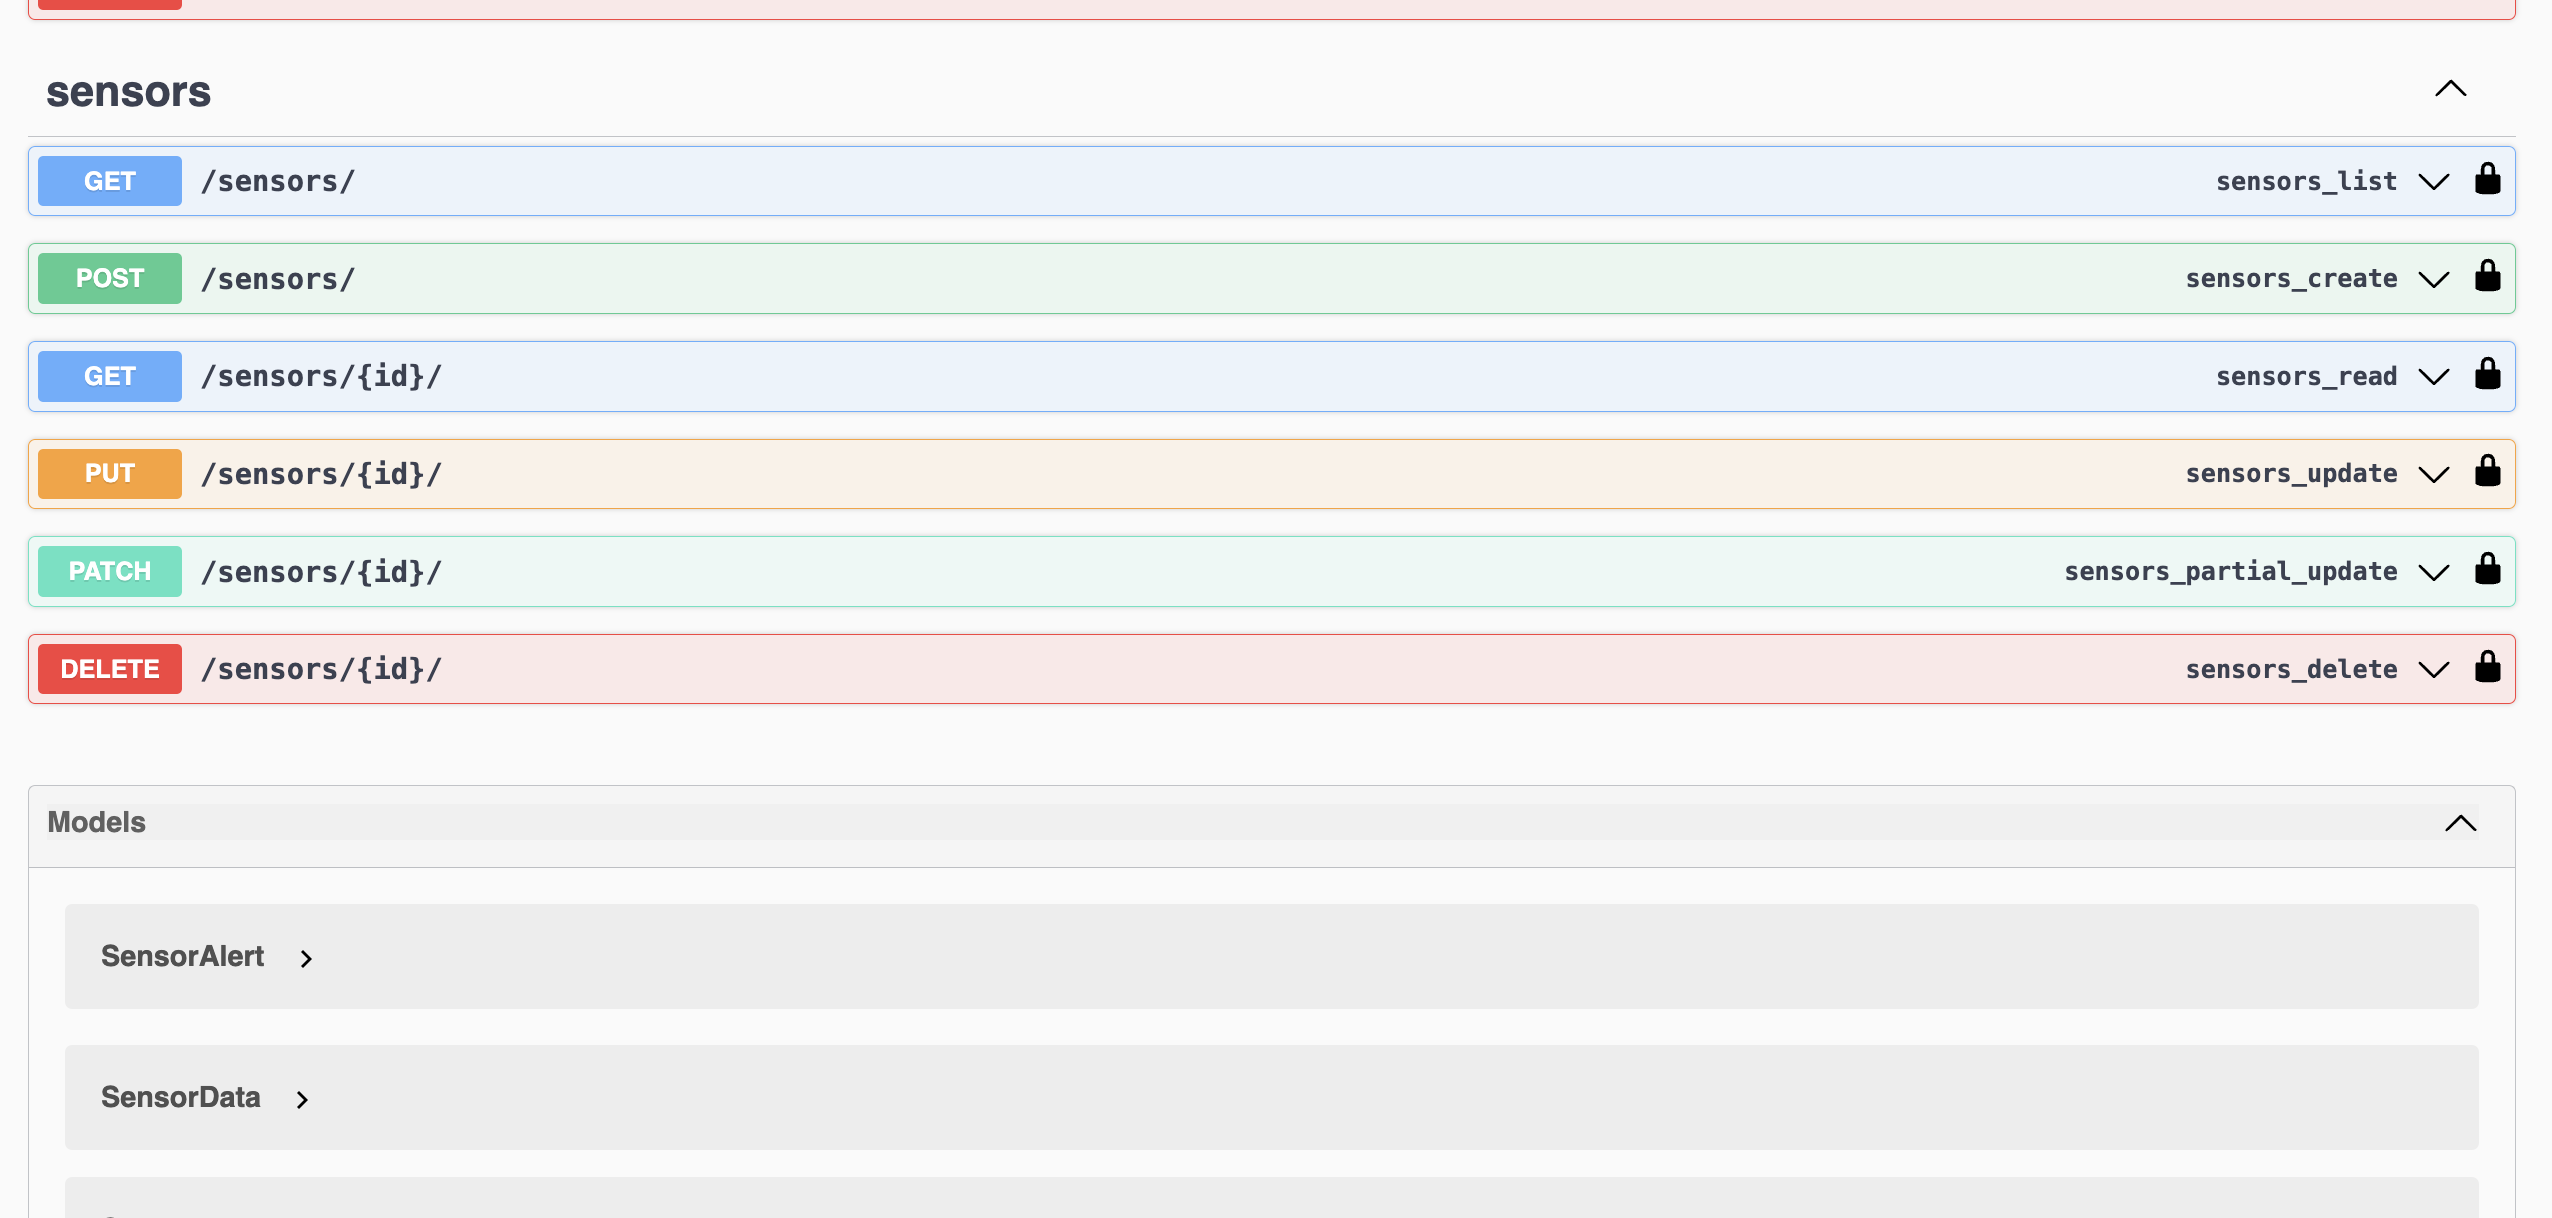 sensors
GET /sensors/ sensors_list
POST /sensors/ sensors_create
GET /sensors/{id}/ sensors_read
PUT /sensors/{id}/ sensors_update
PATCH /sensors/{id}/ sensors_partial_update
DELETE /sensors/{id}/ sensors_delete
Models
SensorAlert
SensorData